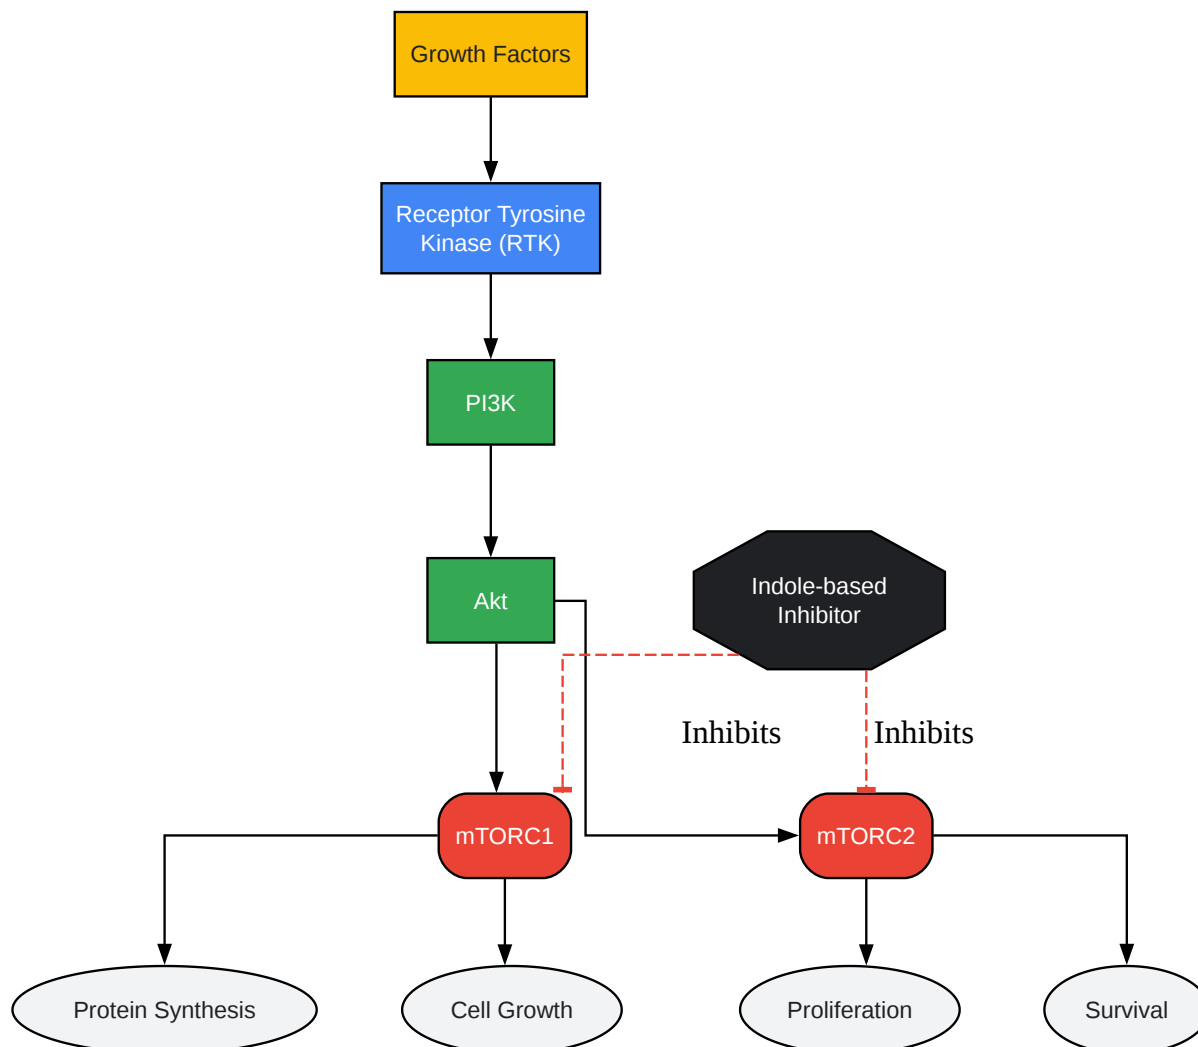 Growth Factors
Receptor Tyrosine
Kinase (RTK)
PI3K
Akt
Indole-based
Inhibitor
Inhibits
Inhibits
mTORC1
mTORC2
Protein Synthesis
Cell Growth
Proliferation
Survival